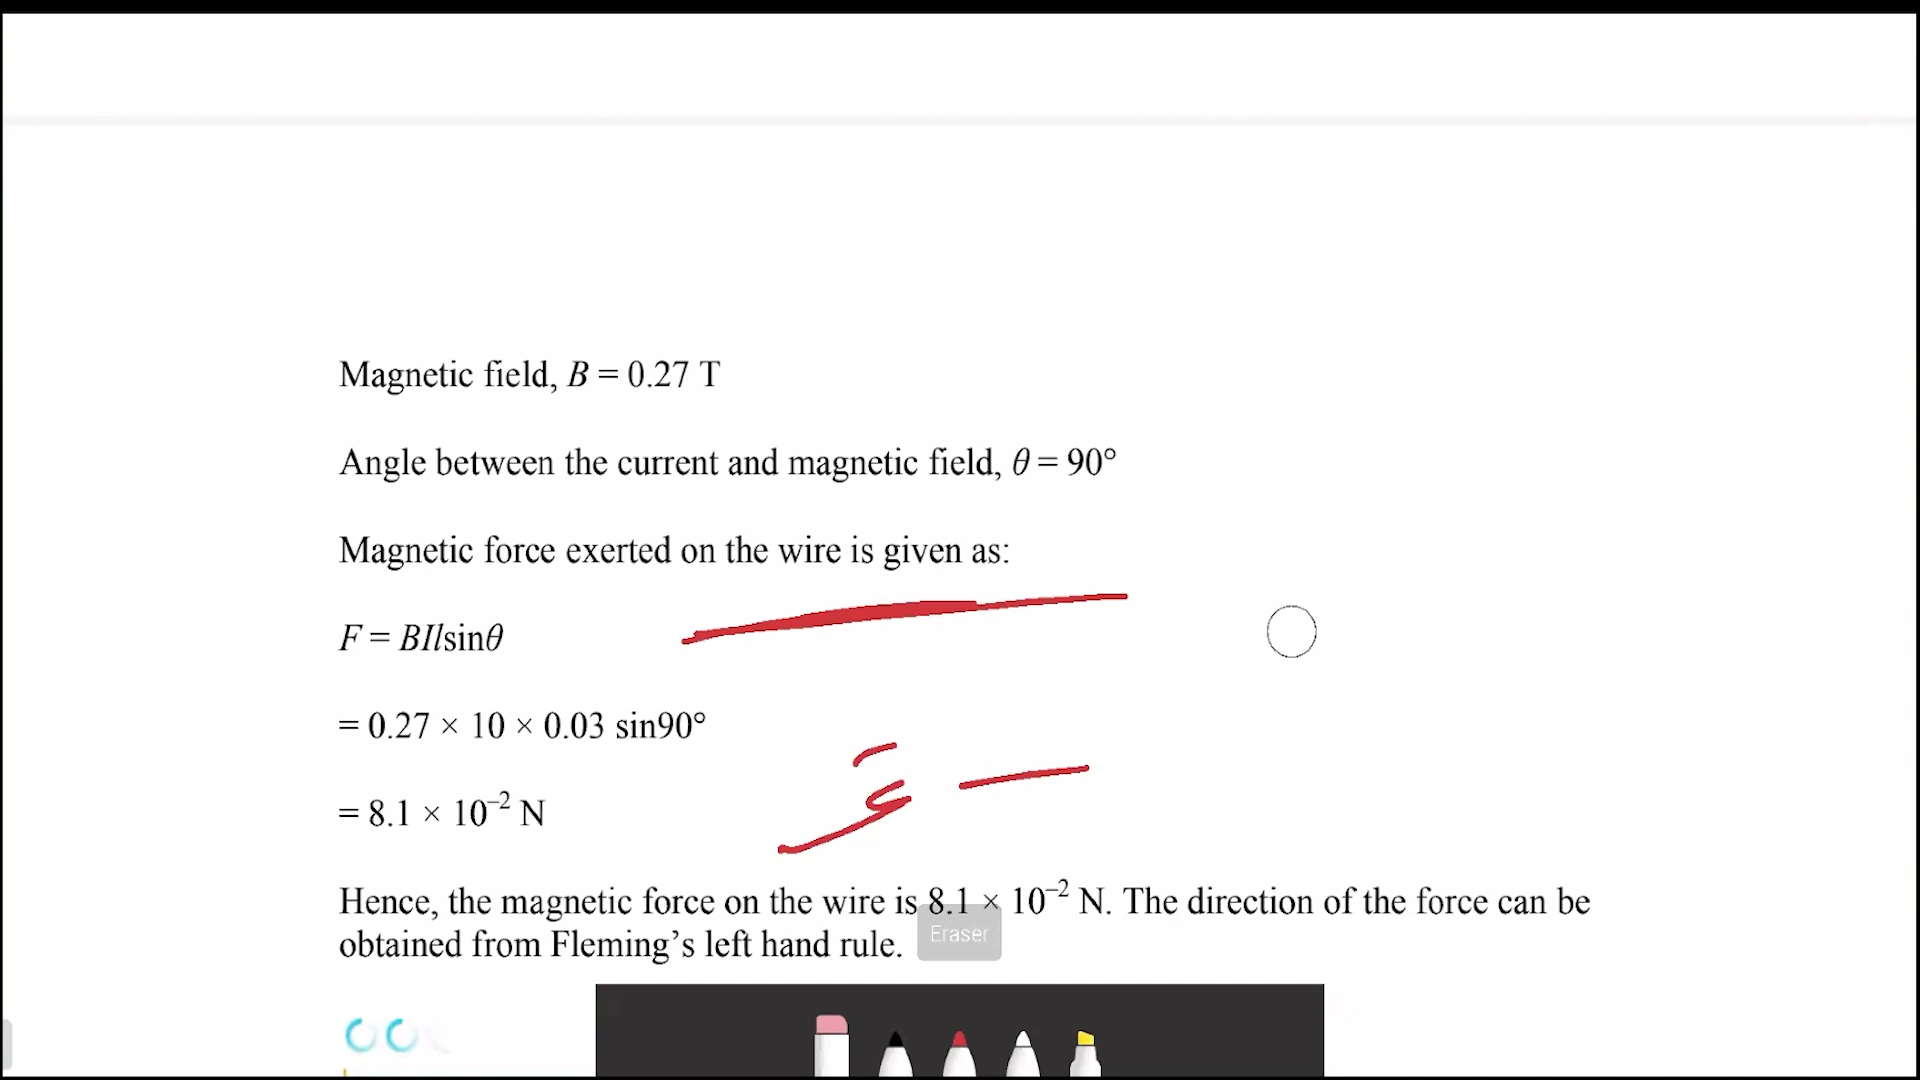 Magnetic field, B = 0.27 T
Angle between the current and magnetic field, θ = 90°
Magnetic force exerted on the wire is given as:
F = BIlsinθ
= 0.27 × 10 × 0.03 sin90°
= 8.1 × 10⁻² N
Hence, the magnetic force on the wire is 8.1 × 10⁻² N. The direction of the force can be
obtained from Fleming’s left hand rule.
Eraser